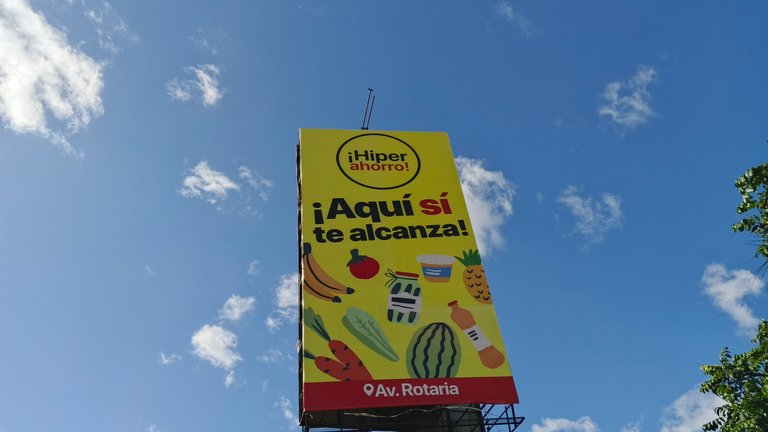 ¡Hiper
ahorro!
¡Aquí sí
te alcanza!
Av. Rotaria